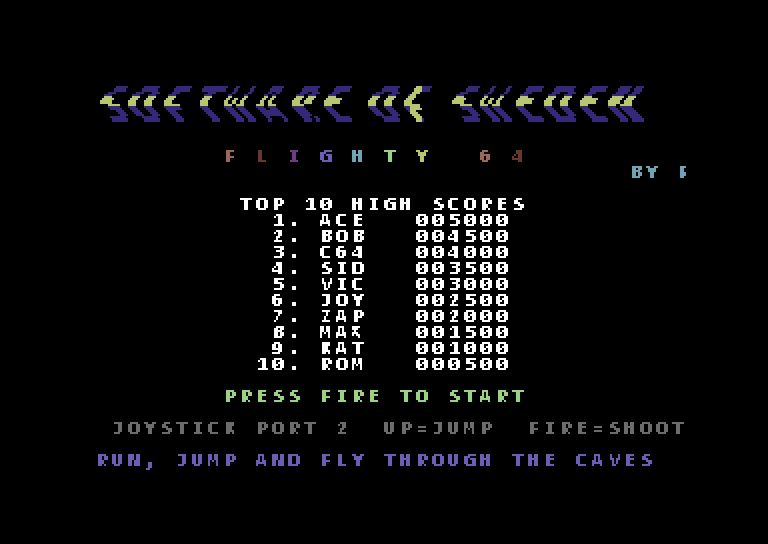 SOFTWARE OF SWEDEN
FLIGHTY 64
BY
TOP 10 HIGH SCORES
1. ACE 005000
2. BOB 004500
3. C64 004000
4. SID 003500
5. VIC 003000
6. JOY 002500
7. ZAP 002000
8. MAX 001500
9. KAT 001000
10. ROM 000500
PRESS FIRE TO START
JOYSTICK PORT 2 UP=JUMP FIRE=SHOOT
RUN, JUMP AND FLY THROUGH THE CAVES